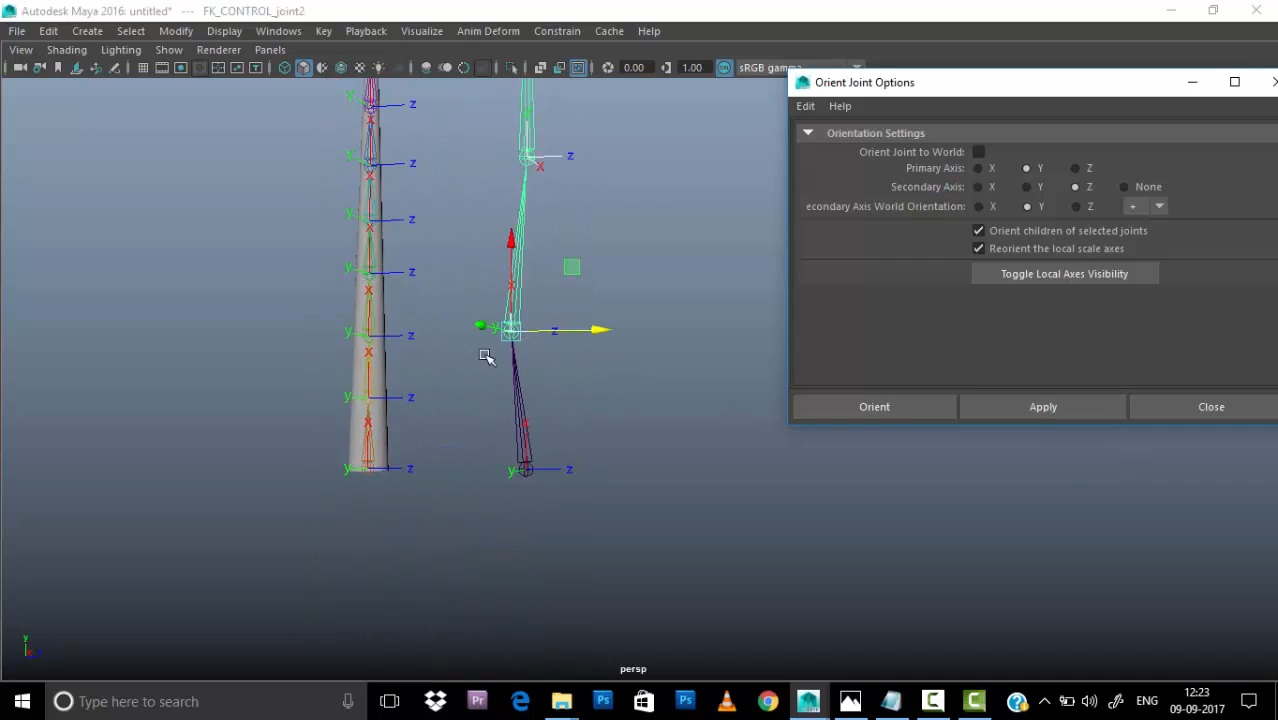 Autodesk Maya 2016: untitled* --- FK_CONTROL_joint2
File Edit Create Select Modify Display Windows Key Playback Visualize Anim Deform Constrain Cache Help
View Shading Lighting Show Renderer Panels
0.00 1.00 ON sRGB gamma
Orient Joint Options
Edit Help
Orientation Settings
Orient Joint to World:
Primary Axis: X Y Z
Secondary Axis: X Y Z None
econdary Axis World Orientation: X Y Z +
Orient children of selected joints
Reorient the local scale axes
Toggle Local Axes Visibility
Orient Apply Close
y z
x
y z z
x x
y z
x
y z
x x
y z y z
x
y z
x x
y z y z
y
persp
Type here to search
ENG
12:23
09-09-2017